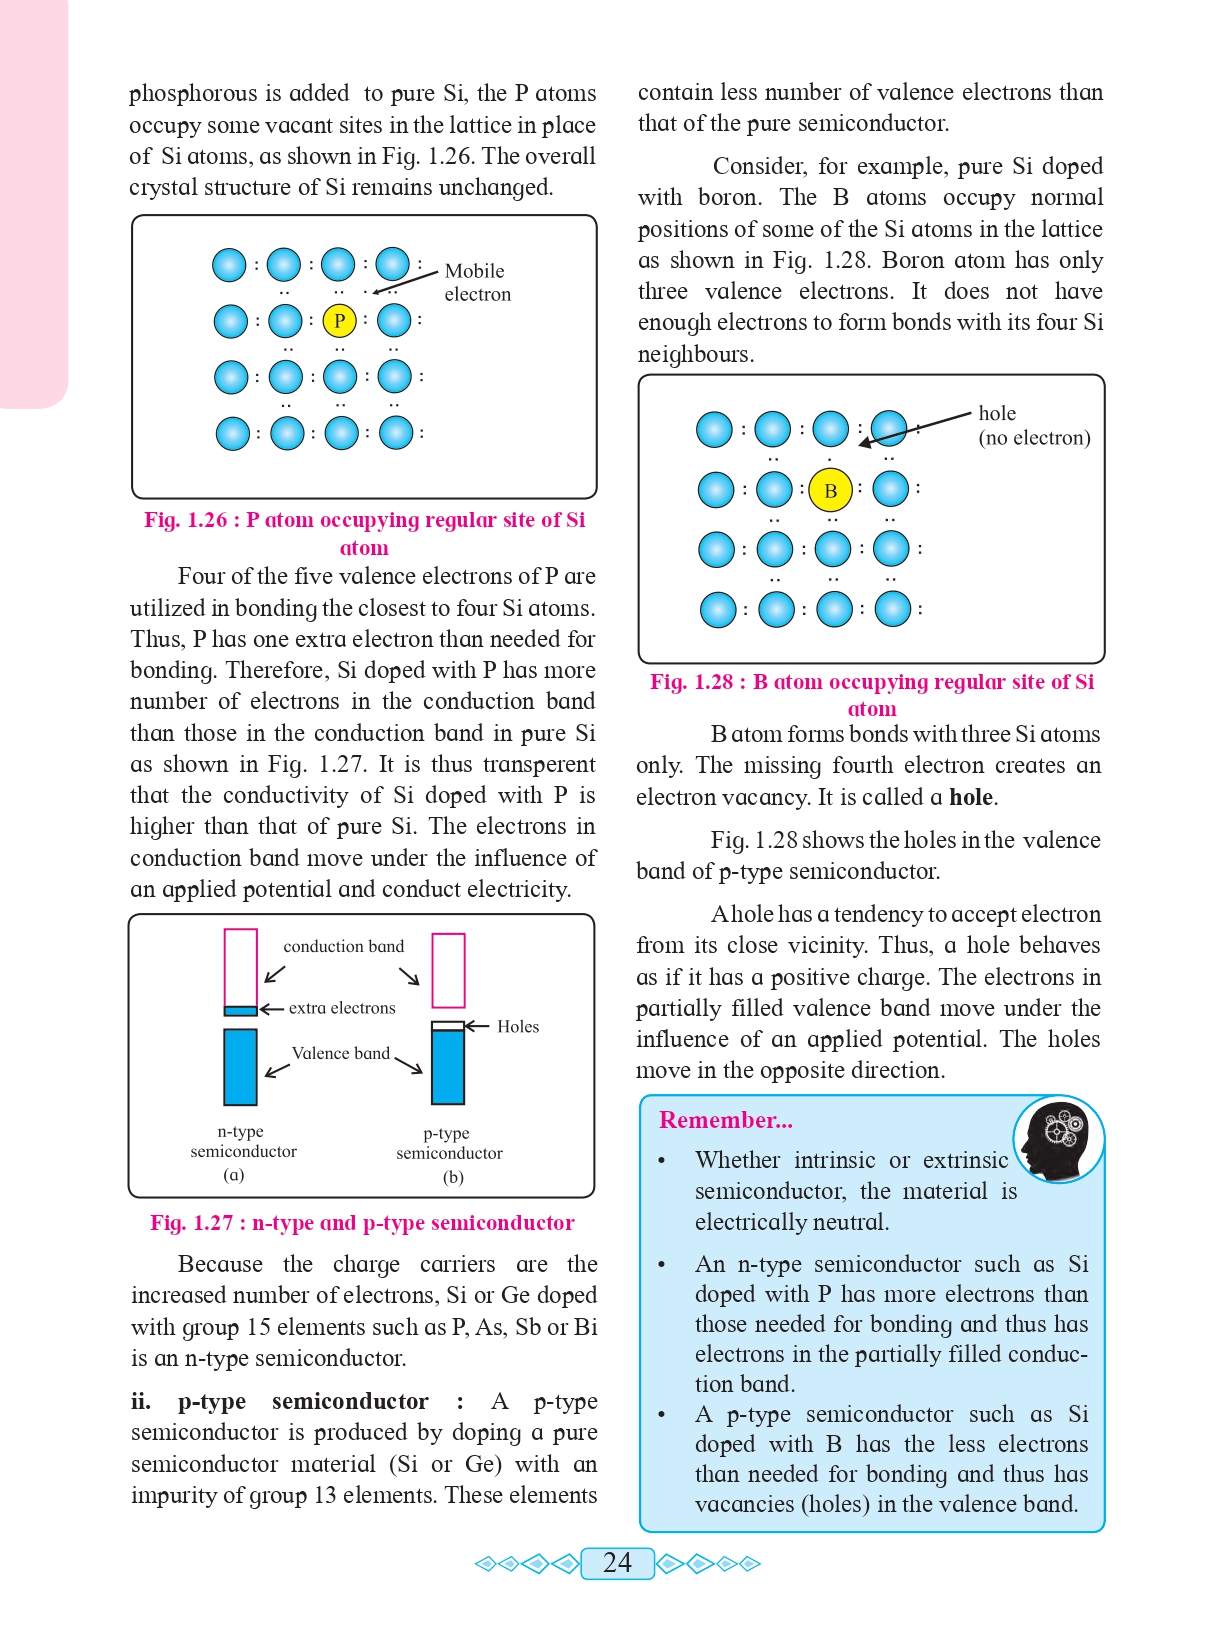 phosphorous is added  to pure Si, the P atoms
occupy some vacant sites in the lattice in place
of  Si atoms, as shown in Fig. 1.26. The overall
crystal structure of Si remains unchanged.
Mobile
electron
P
Fig. 1.26 : P atom occupying regular site of Si
atom
Four of the five valence electrons of P are
utilized in bonding the closest to four Si atoms.
Thus, P has one extra electron than needed for
bonding. Therefore, Si doped with P has more
number of electrons in the conduction band
than those in the conduction band in pure Si
as shown in Fig. 1.27. It is thus transperent
that the conductivity of Si doped with P is
higher than that of pure Si. The electrons in
conduction band move under the influence of
an applied potential and conduct electricity.
conduction band
extra electrons
Holes
Valence band
n-type
semiconductor
(a)
p-type
semiconductor
(b)
Fig. 1.27 : n-type and p-type semiconductor
Because the charge carriers are the
increased number of electrons, Si or Ge doped
with group 15 elements such as P, As, Sb or Bi
is an n-type semiconductor.
ii. p-type semiconductor : A p-type
semiconductor is produced by doping a pure
semiconductor material (Si or Ge) with an
impurity of group 13 elements. These elements
contain less number of valence electrons than
that of the pure semiconductor.
Consider, for example, pure Si doped
with boron. The B atoms occupy normal
positions of some of the Si atoms in the lattice
as shown in Fig. 1.28. Boron atom has only
three valence electrons. It does not have
enough electrons to form bonds with its four Si
neighbours.
hole
(no electron)
B
Fig. 1.28 : B atom occupying regular site of Si
atom
B atom forms bonds with three Si atoms
only. The missing fourth electron creates an
electron vacancy. It is called a hole.
Fig. 1.28 shows the holes in the valence
band of p-type semiconductor.
A hole has a tendency to accept electron
from its close vicinity. Thus, a hole behaves
as if it has a positive charge. The electrons in
partially filled valence band move under the
influence of an applied potential. The holes
move in the opposite direction.
Remember...
• Whether intrinsic or extrinsic
semiconductor, the material is
electrically neutral.
• An n-type semiconductor such as Si
doped with P has more electrons than
those needed for bonding and thus has
electrons in the partially filled conduc-
tion band.
• A p-type semiconductor such as Si
doped with B has the less electrons
than needed for bonding and thus has
vacancies (holes) in the valence band.
24